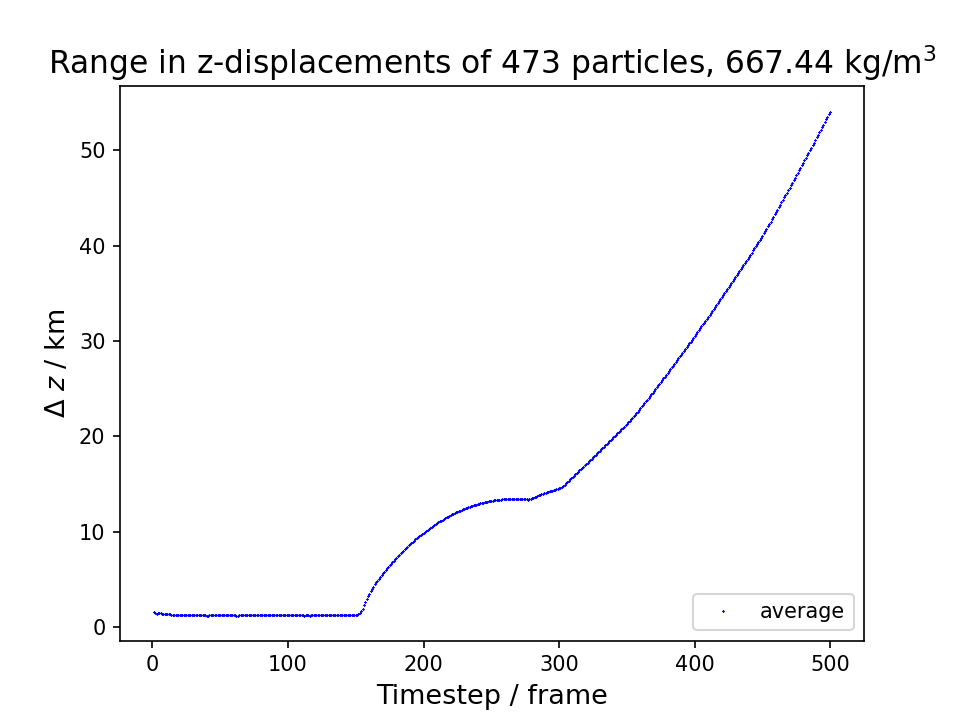 Range in z-displacements of 473 particles, 667.44 kg/m³
Δ z / km
50
40
30
20
10
0
average
0 100 200 300 400 500
Timestep / frame